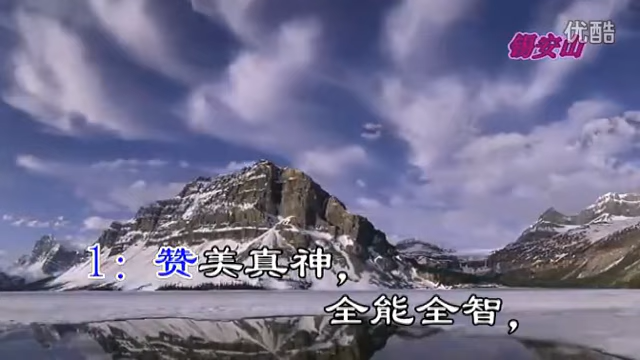 优酷
锡安山
1：赞美真神，
全能全智，